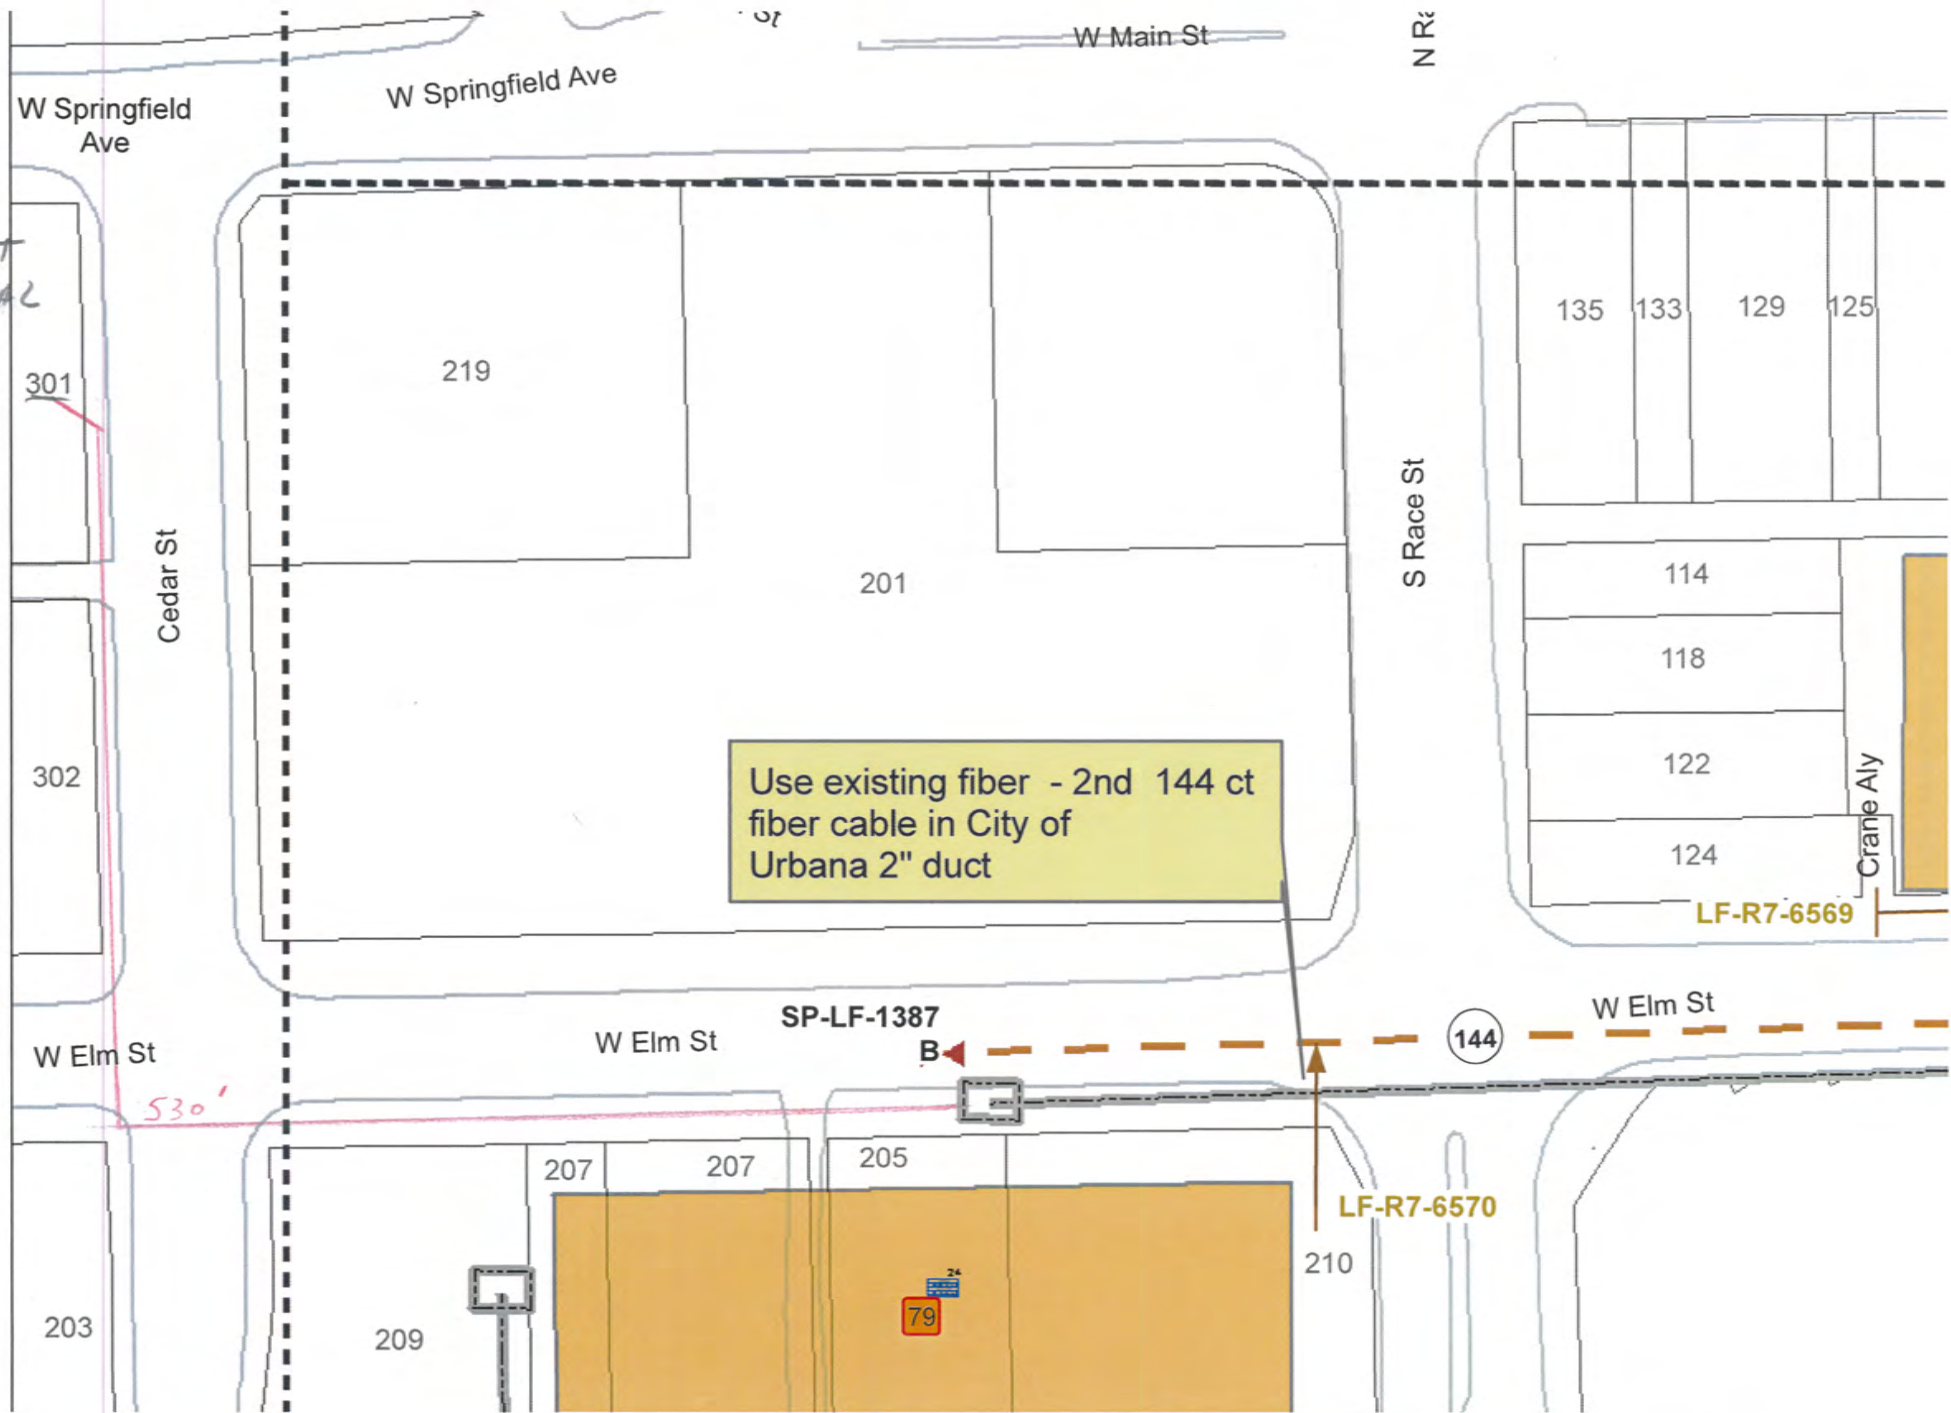 W Main St
W Springfield Ave
W Springfield
Ave
135
133
129
125
219
301
S Race St
Cedar St
201
114
118
302
122
Use existing fiber - 2nd 144 ct
fiber cable in City of
Urbana 2" duct
Crane Aly
124
LF-R7-6569
W Elm St
SP-LF-1387
144
W Elm St
W Elm St
B
530'
205
207
207
LF-R7-6570
210
24
79
203
209